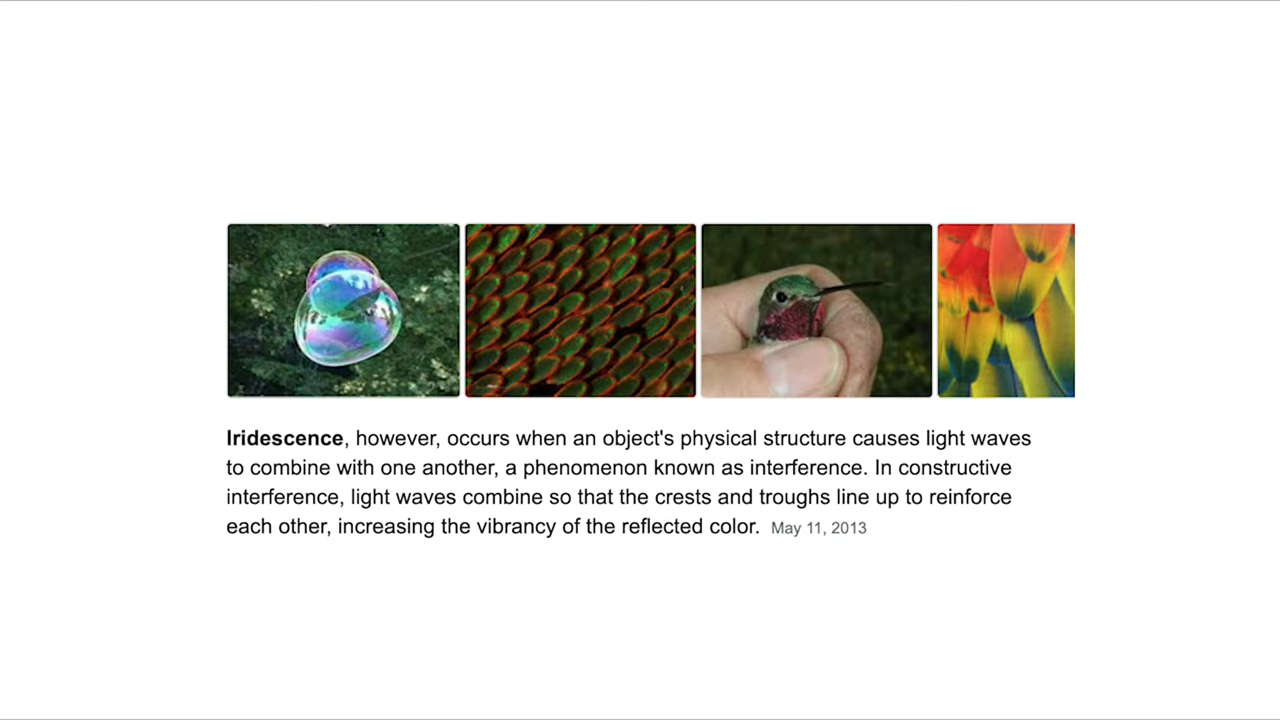 Iridescence, however, occurs when an object's physical structure causes light waves
to combine with one another, a phenomenon known as interference. In constructive
interference, light waves combine so that the crests and troughs line up to reinforce
each other, increasing the vibrancy of the reflected color. May 11, 2013